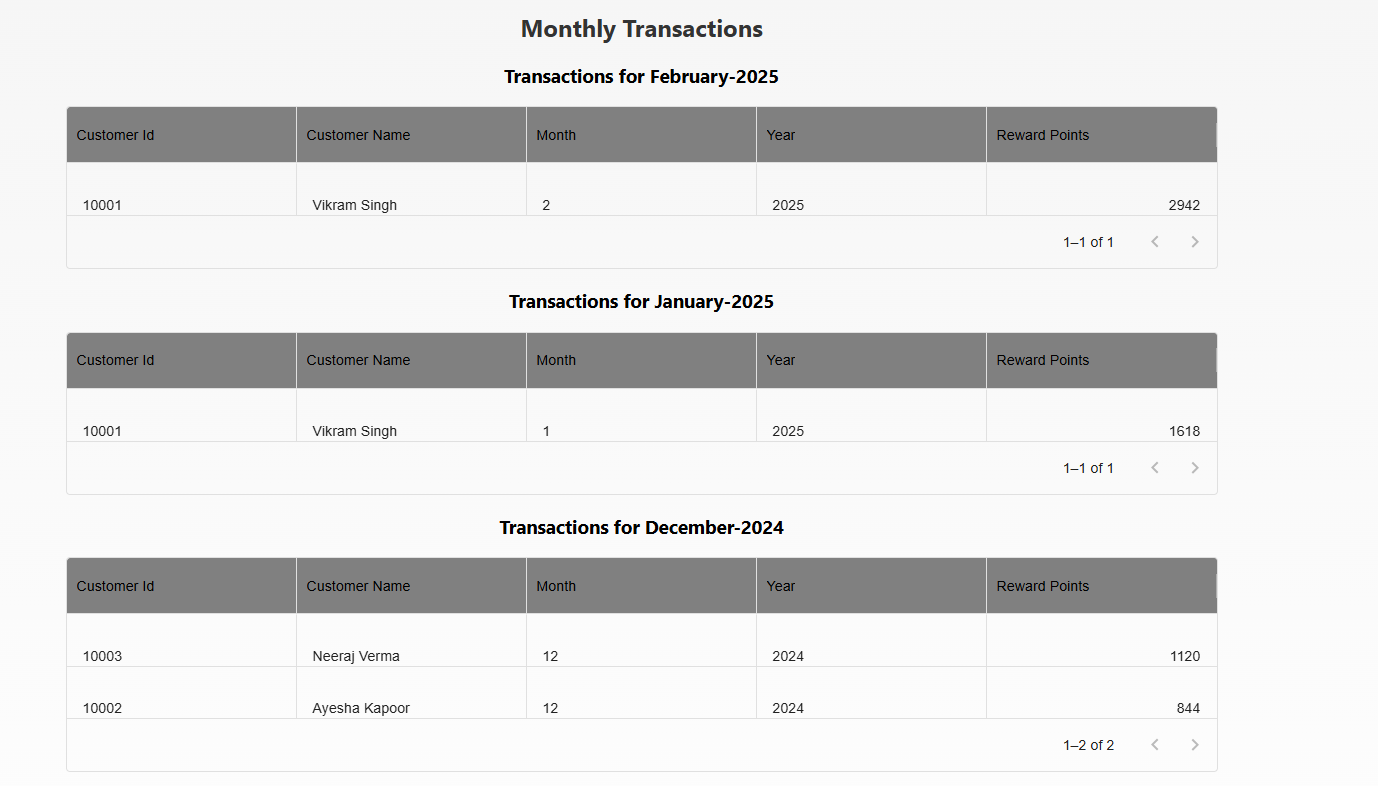 Monthly Transactions
Transactions for February-2025
Customer Id Customer Name Month Year Reward Points
10001 Vikram Singh 2 2025 2942
1–1 of 1
Transactions for January-2025
Customer Id Customer Name Month Year Reward Points
10001 Vikram Singh 1 2025 1618
1–1 of 1
Transactions for December-2024
Customer Id Customer Name Month Year Reward Points
10003 Neeraj Verma 12 2024 1120
10002 Ayesha Kapoor 12 2024 844
1–2 of 2